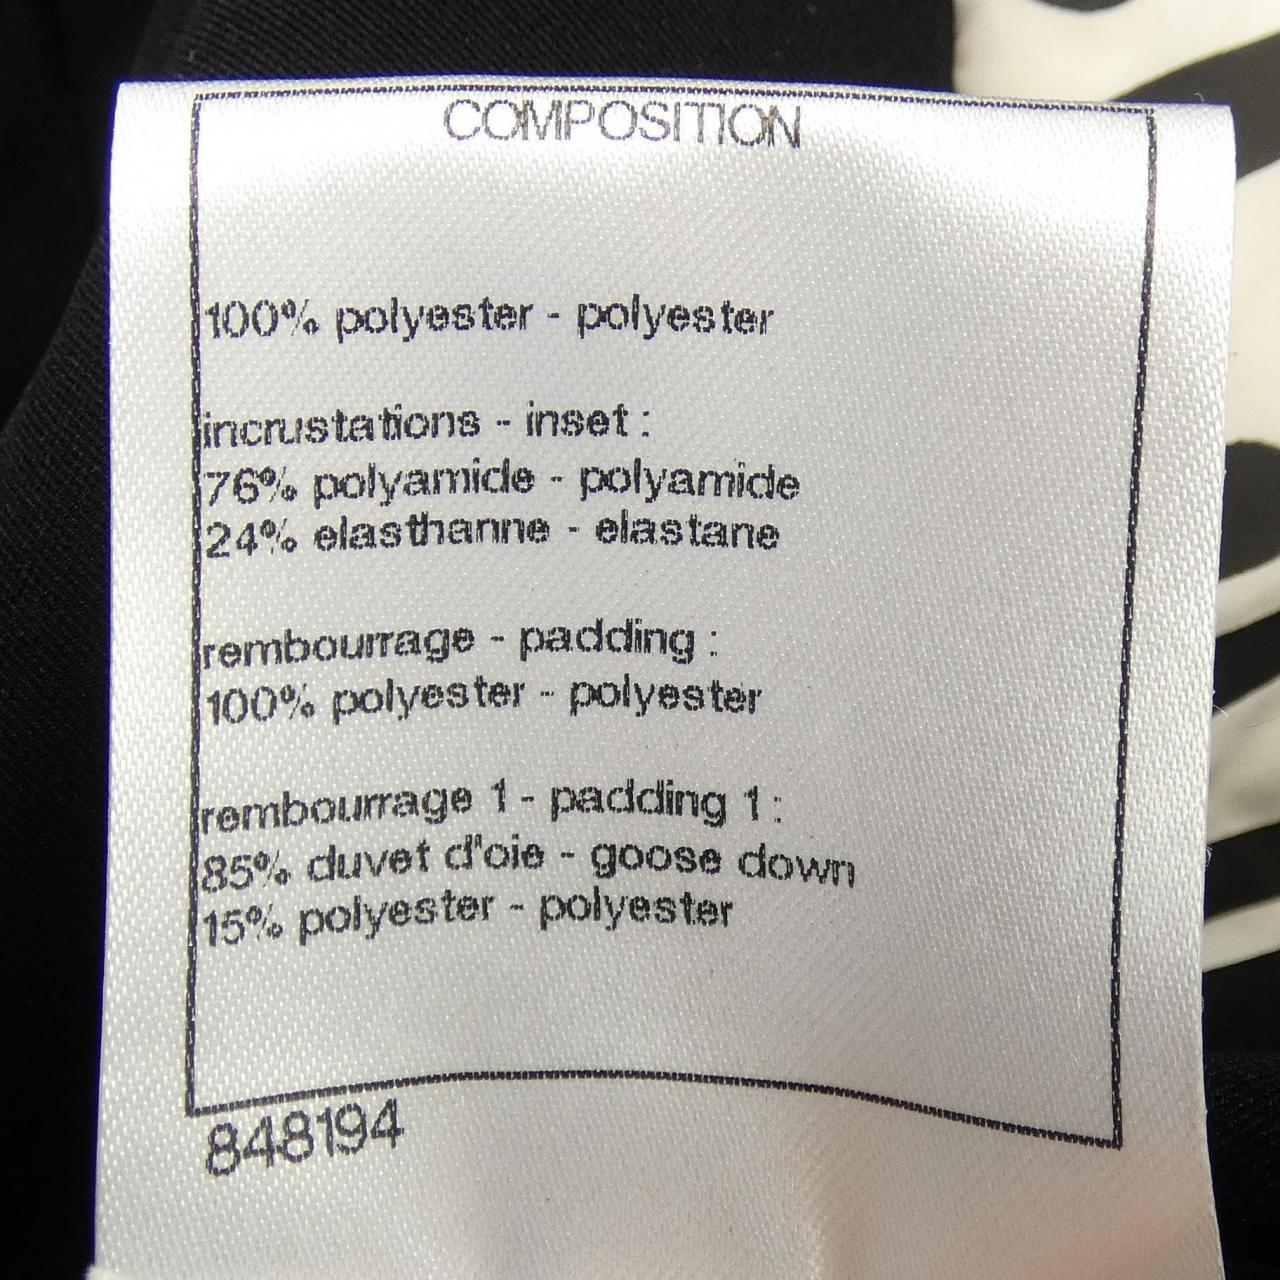 COMPOSITION
100% polyester - polyester
incrustations - inset :
76% polyamide - polyamide
24% elasthanne - elastane
rembourrage - padding :
100% polyester - polyester
rembourrage 1 - padding 1 :
85% duvet d'oie - goose down
15% polyester - polyester
848194